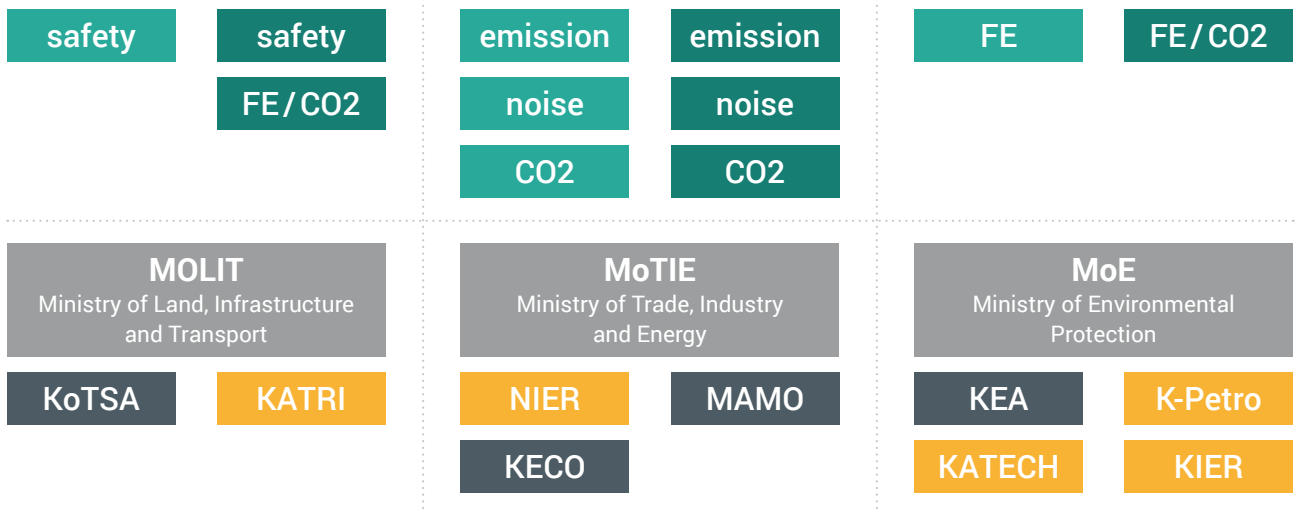 safety
safety
FE / CO2
emission
emission
noise
noise
CO2
CO2
FE
FE / CO2
MOLIT
Ministry of Land, Infrastructure
and Transport
KoTSA
KATRI
MoTIE
Ministry of Trade, Industry
and Energy
NIER
MAMO
KECO
MoE
Ministry of Environmental
Protection
KEA
K-Petro
KATECH
KIER